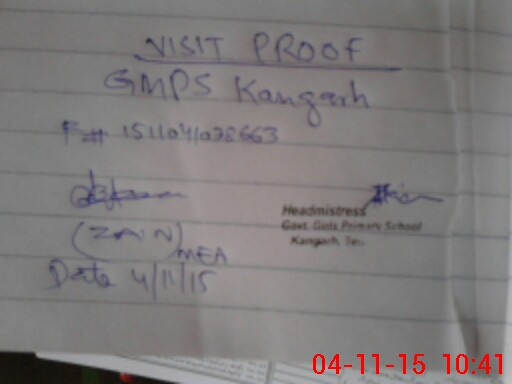 VISIT PROOF
GMPS Kangarh
F# 1511041078663
(ZAIN) MEA
Date 4/11/15
Headmistress
Govt. Girls Primary School
Kangarh,
04-11-15 10:41